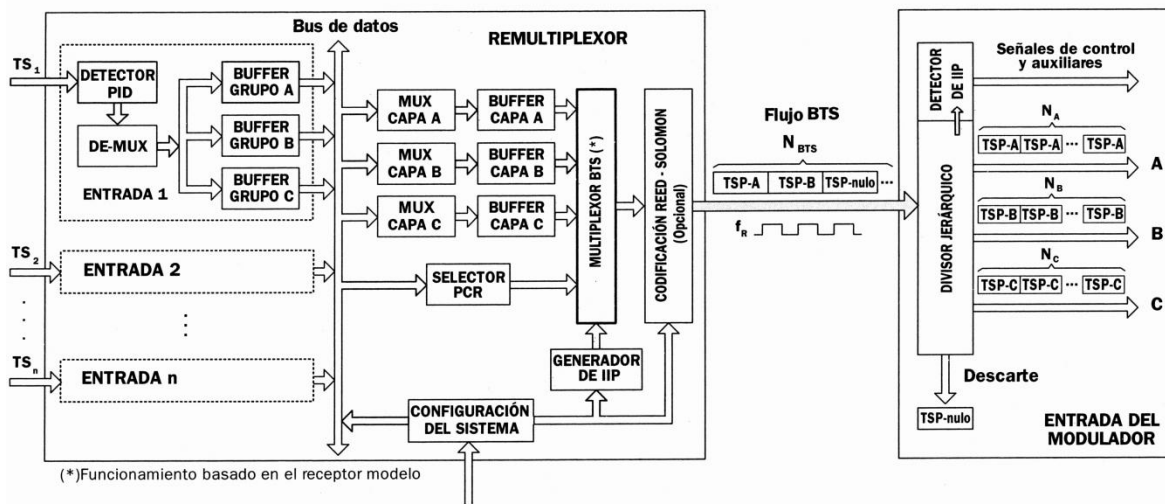 Bus de datos
REMULTIPLEXOR
TS1
DETECTOR
PID
DE-MUX
ENTRADA 1
BUFFER
GRUPO A
BUFFER
GRUPO B
BUFFER
GRUPO C
MUX
CAPA A
BUFFER
CAPA A
MUX
CAPA B
BUFFER
CAPA B
MUX
CAPA C
BUFFER
CAPA C
MULTIPLEXOR BTS (*)
CODIFICACIÓN REED - SOLOMON
(Opcional)
TS2
ENTRADA 2
SELECTOR
PCR
TSn
ENTRADA n
GENERADOR
DE IIP
CONFIGURACIÓN
DEL SISTEMA
(*)Funcionamiento basado en el receptor modelo
Flujo BTS
NBTS
TSP-A TSP-B TSP-nulo ...
fR
DETECTOR
DE IIP
DIVISOR JERÁRQUICO
Señales de control
y auxiliares
NA
TSP-A TSP-A ... TSP-A
A
NB
TSP-B TSP-B ... TSP-B
B
NC
TSP-C TSP-C ... TSP-C
C
Descarte
TSP-nulo
ENTRADA DEL
MODULADOR